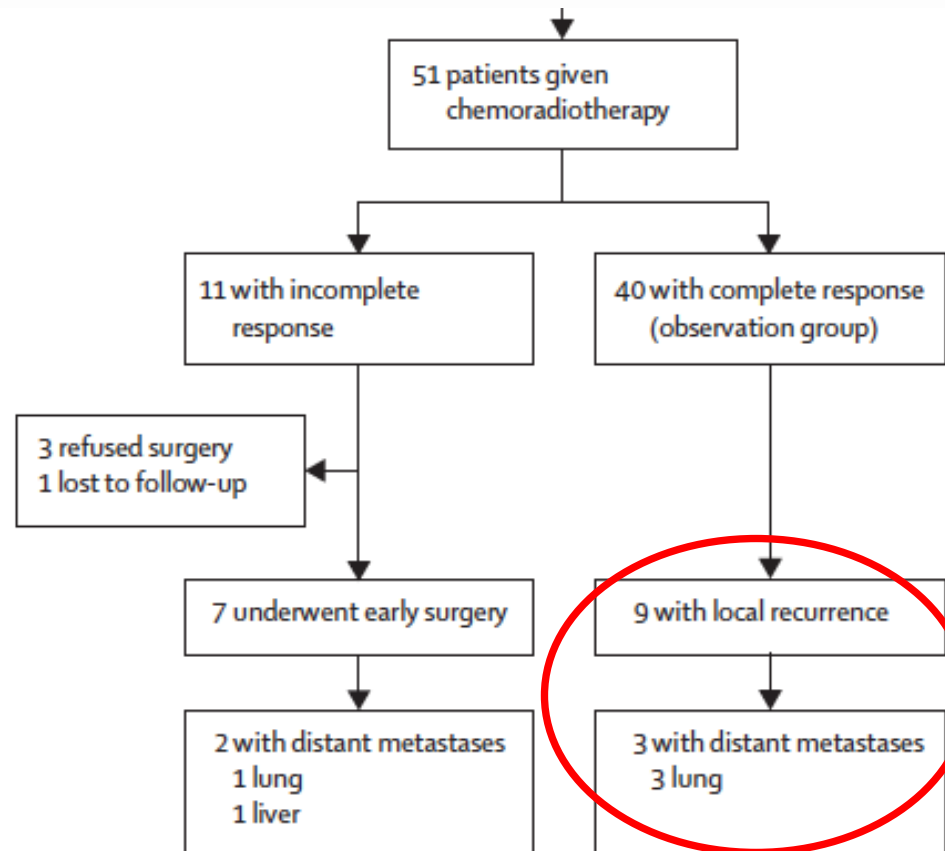 51 patients given
chemoradiotherapy
11 with incomplete
response
40 with complete response
(observation group)
3 refused surgery
1 lost to follow-up
7 underwent early surgery
9 with local recurrence
2 with distant metastases
1 lung
1 liver
3 with distant metastases
3 lung